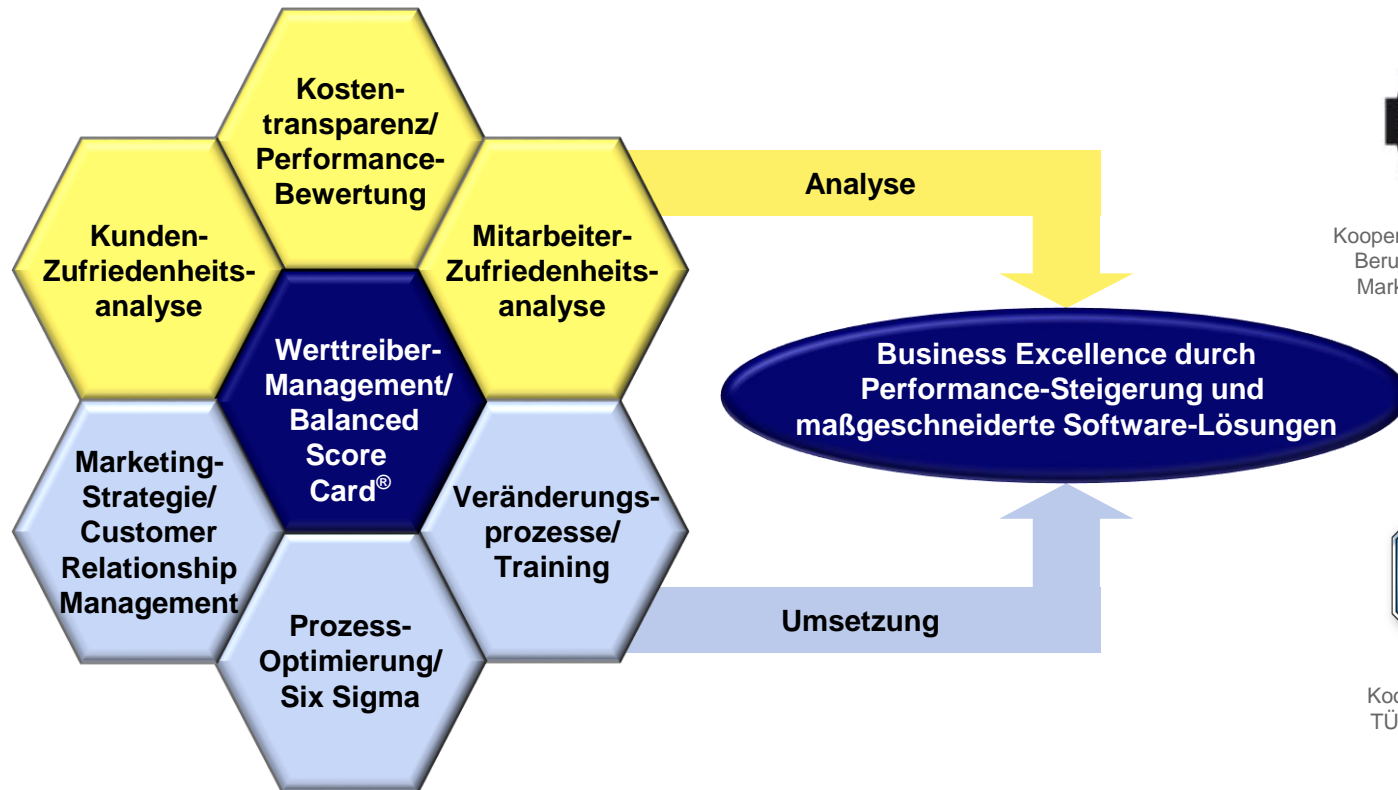 Kosten-
transparenz/
Performance-
Bewertung
Kunden-
Zufriedenheits-
analyse
Mitarbeiter-
Zufriedenheits-
analyse
Werttreiber-
Management/
Balanced
Score
Card®
Marketing-
Strategie/
Customer
Relationship
Management
Veränderungs-
prozesse/
Training
Prozess-
Optimierung/
Six Sigma
Analyse
Business Excellence durch
Performance-Steigerung und
maßgeschneiderte Software-Lösungen
Umsetzung